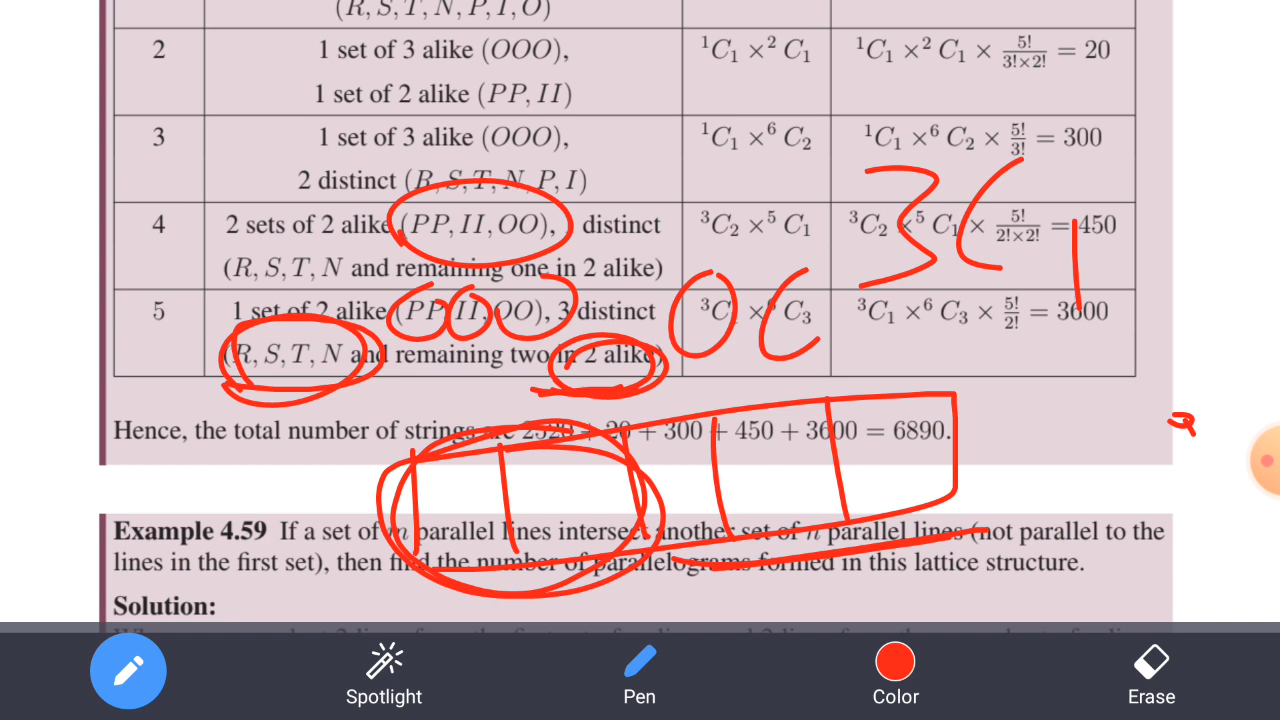 (R, S, T, N, P, I, O)
2 1 set of 3 alike (OOO), ¹C₁ ×² C₁ ¹C₁ ×² C₁ × 5!/3!×2! = 20
1 set of 2 alike (PP, II)
3 1 set of 3 alike (OOO), ¹C₁ ×⁶ C₂ ¹C₁ ×⁶ C₂ × 5!/3! = 300
2 distinct (R, S, T, N, P, I)
4 2 sets of 2 alike (PP, II, OO), distinct ³C₂ ×⁵ C₁ ³C₂ ×⁵ C₁ × 5!/2!×2! = 450
(R, S, T, N and remaining one in 2 alike)
5 1 set of 2 alike (PP, II, OO), 3 distinct ³C × C₃ ³C₁ ×⁶ C₃ × 5!/2! = 3600
(R, S, T, N and remaining two in 2 alike)
Hence, the total number of strings are 2520 + 20 + 300 + 450 + 3600 = 6890.
Example 4.59 If a set of m parallel lines intersect another set of n parallel lines (not parallel to the
lines in the first set), then find the number of parallelograms formed in this lattice structure.
Solution:
Spotlight Pen Color Erase